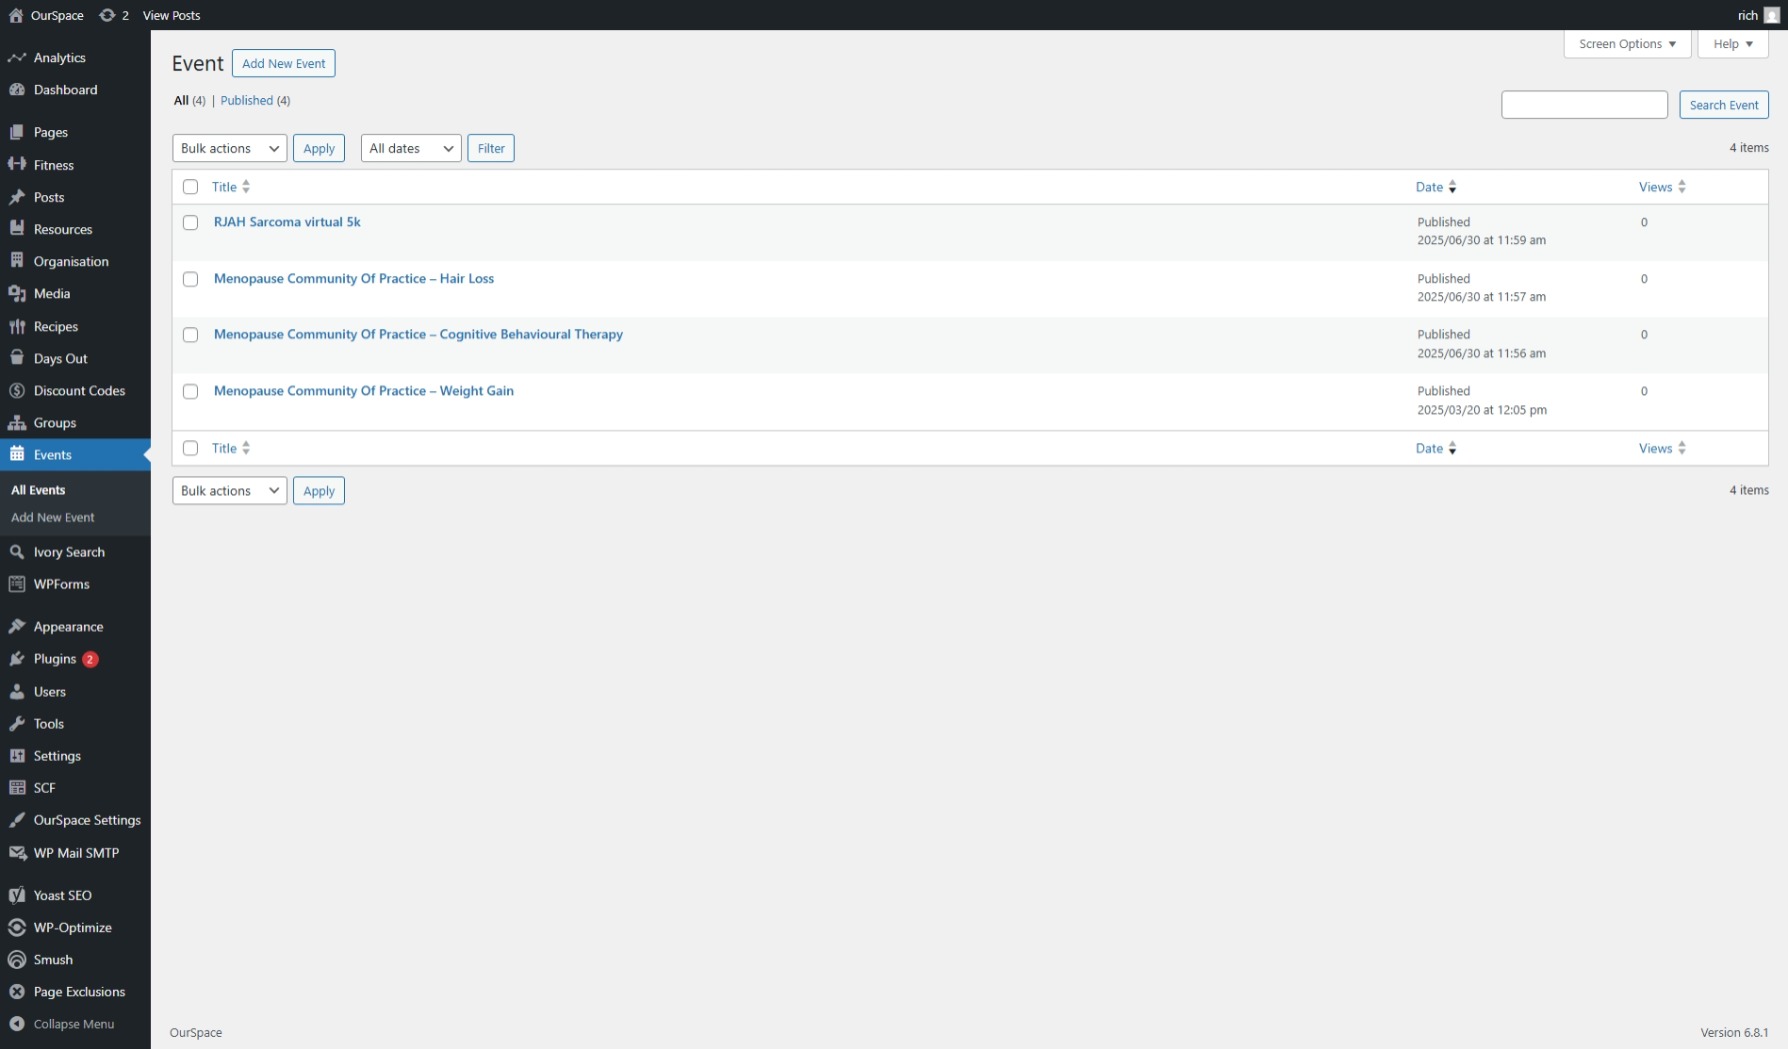 OurSpace 2 View Posts rich
Analytics
Dashboard
Pages
Fitness
Posts
Resources
Organisation
Media
Recipes
Days Out
Discount Codes
Groups
Events
All Events
Add New Event
Ivory Search
WPForms
Appearance
Plugins 2
Users
Tools
Settings
SCF
OurSpace Settings
WP Mail SMTP
Yoast SEO
WP-Optimize
Smush
Page Exclusions
Collapse Menu
Screen Options Help
Event Add New Event
All (4) | Published (4)
Search Event
Bulk actions Apply All dates Filter 4 items
Title Date Views
RJAH Sarcoma virtual 5k Published 0
2025/06/30 at 11:59 am
Menopause Community Of Practice – Hair Loss Published 0
2025/06/30 at 11:57 am
Menopause Community Of Practice – Cognitive Behavioural Therapy Published 0
2025/06/30 at 11:56 am
Menopause Community Of Practice – Weight Gain Published 0
2025/03/20 at 12:05 pm
Title Date Views
Bulk actions Apply 4 items
OurSpace Version 6.8.1